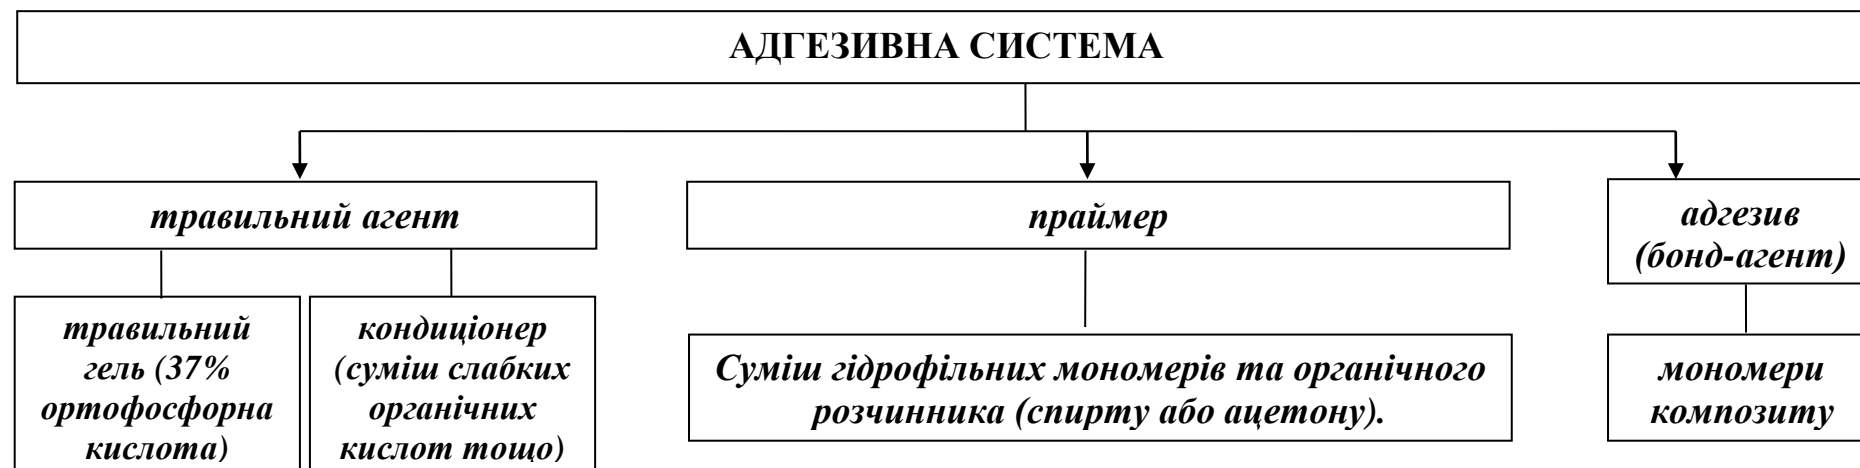 АДГЕЗИВНА СИСТЕМА
травильний агент
праймер
адгезив
(бонд-агент)
травильний
гель (37%
ортофосфорна
кислота)
кондиціонер
(суміш слабких
органічних
кислот тощо)
Суміш гідрофільних мономерів та органічного
розчинника (спирту або ацетону).
мономери
композиту